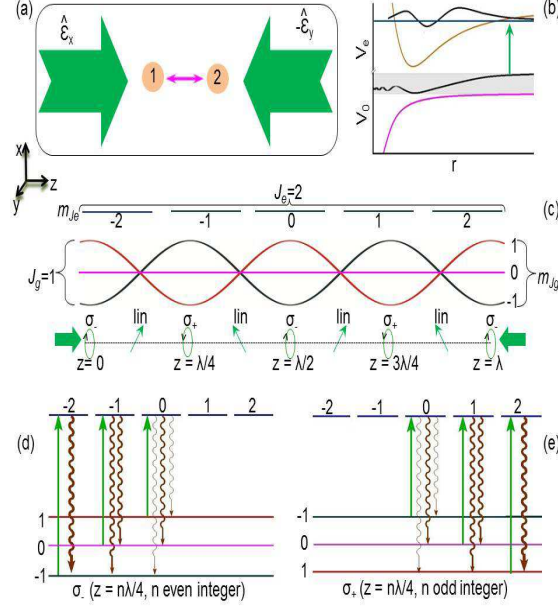 (a)
ε̂x
-ε̂y
1
2
x
z
y
(b)
Ve
V0
r
(c)
Jeλ=2
mJe
-2 -1 0 1 2
Jg=1
1
0
-1
mJg
σ- lin σ+ lin σ- lin σ+ lin σ-
z= 0 z= λ/4 z= λ/2 z= 3λ/4 z= λ
(d)
-2 -1 0 1 2
1
0
-1
σ- (z = nλ/4, n even integer)
(e)
-2 -1 0 1 2
-1
0
1
σ+ (z = nλ/4, n odd integer)